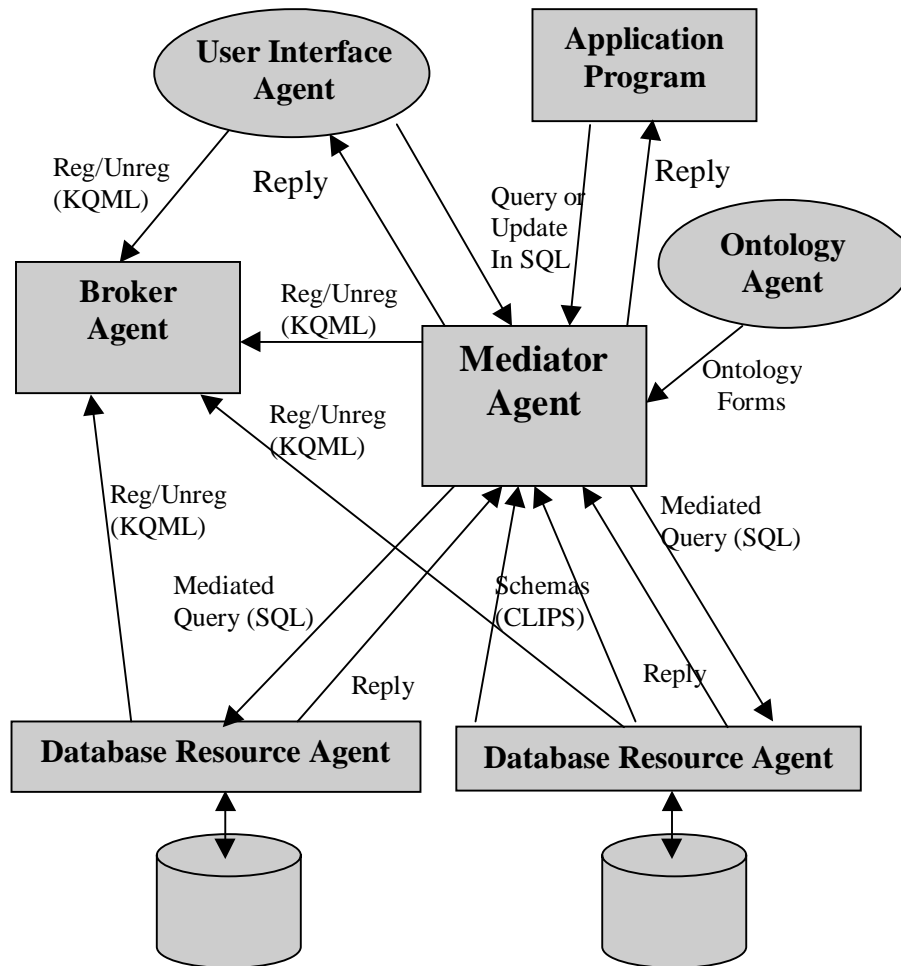 User Interface
Agent
Application
Program
Reg/Unreg
(KQML)
Reply
Query or
Update
In SQL
Reply
Ontology
Agent
Broker
Agent
Reg/Unreg
(KQML)
Mediator
Agent
Ontology
Forms
Reg/Unreg
(KQML)
Reg/Unreg
(KQML)
Mediated
Query (SQL)
Mediated
Query (SQL)
Schemas
(CLIPS)
Reply
Reply
Database Resource Agent
Database Resource Agent